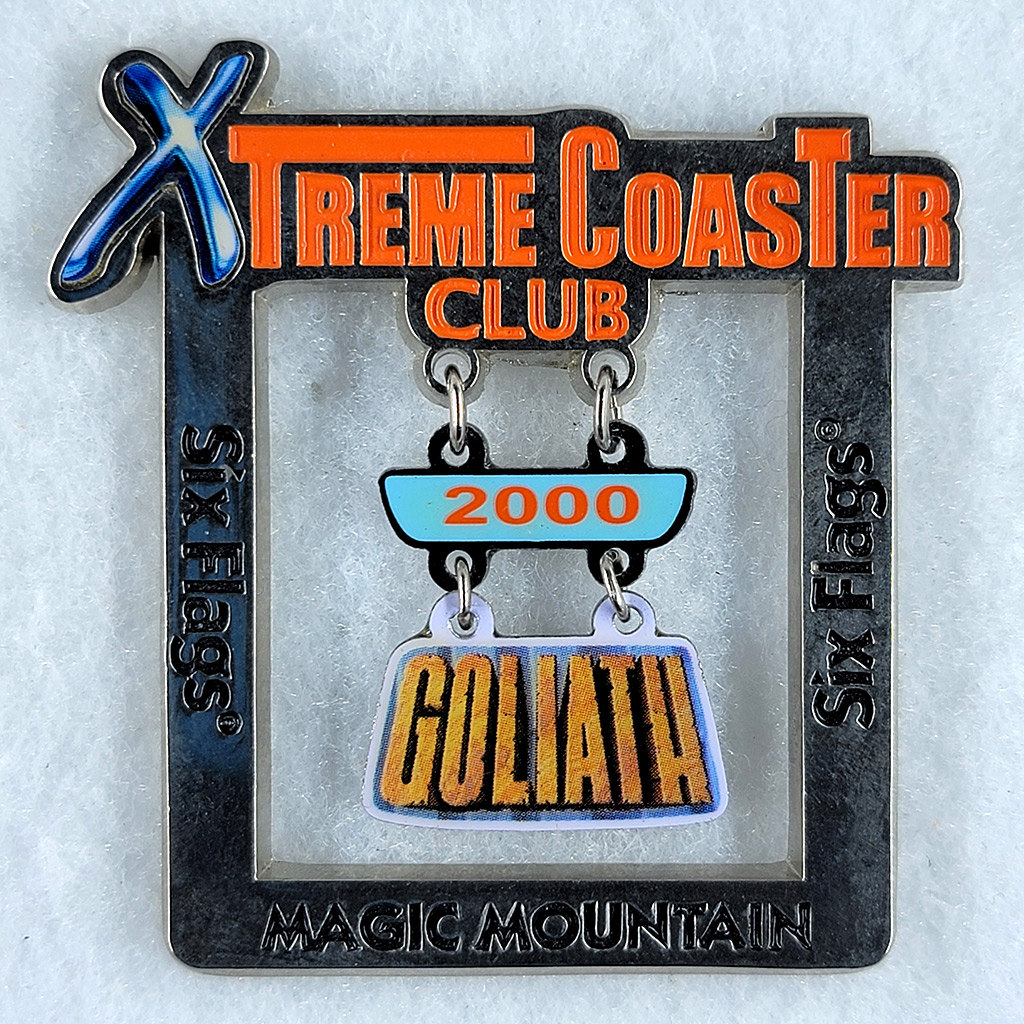 XTREME COASTER
CLUB
Six Flags®
2000
Six Flags®
GOLIATH
MAGIC MOUNTAIN